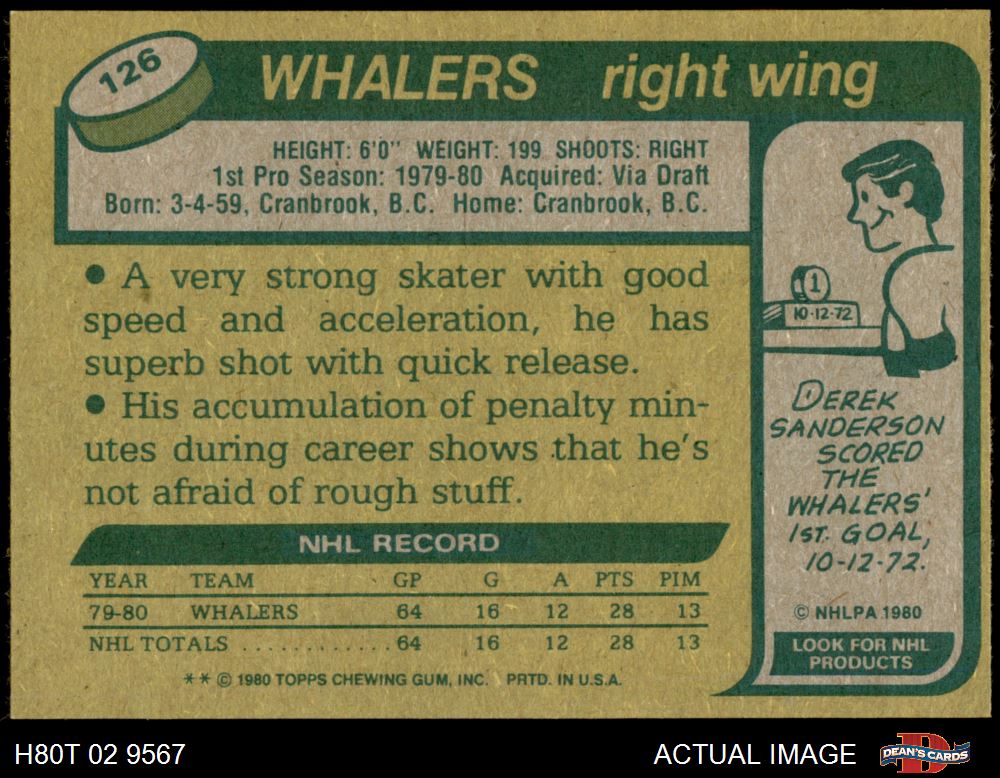 126
WHALERS right wing
HEIGHT: 6'0" WEIGHT: 199 SHOOTS: RIGHT
1st Pro Season: 1979-80 Acquired: Via Draft
Born: 3-4-59, Cranbrook, B.C. Home: Cranbrook, B.C.
● A very strong skater with good
speed and acceleration, he has
superb shot with quick release.
● His accumulation of penalty min-
utes during career shows that he's
not afraid of rough stuff.
NHL RECORD
YEAR TEAM GP G A PTS PIM
79-80 WHALERS 64 16 12 28 13
NHL TOTALS ............ 64 16 12 28 13
** © 1980 TOPPS CHEWING GUM, INC. PRTD. IN U.S.A.
1
10-12-72
DEREK
SANDERSON
SCORED
THE
WHALERS'
1ST. GOAL,
10-12-72.
© NHLPA 1980
LOOK FOR NHL
PRODUCTS
H80T 02 9567
ACTUAL IMAGE
DEAN'S CARDS